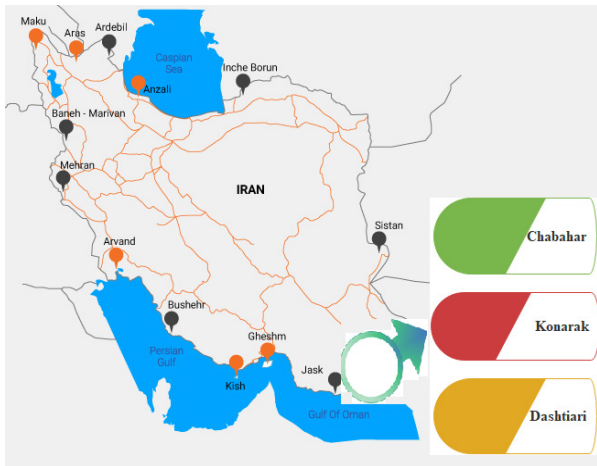 Maku
Aras
Ardebil
Caspian
Sea
Anzali
Inche Borun
Baneh - Marivan
Mehran
IRAN
Sistan
Chabahar
Arvand
Bushehr
Konarak
Persian
Gulf
Gheshm
Kish
Jask
Gulf Of Oman
Dashtiari